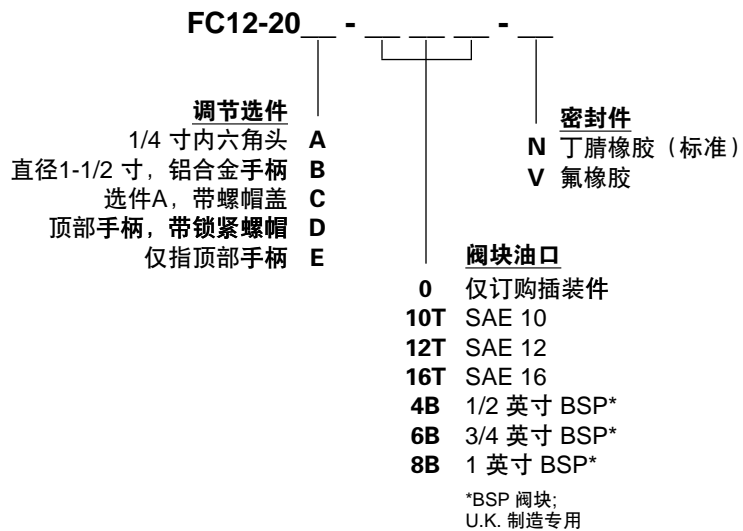 FC12-20__ - __ __ __ - __
调节选件
1/4 寸内六角头 A
直径1-1/2 寸，铝合金手柄 B
选件A，带螺帽盖 C
顶部手柄，带锁紧螺帽 D
仅指顶部手柄 E
密封件
N 丁腈橡胶（标准）
V 氟橡胶
阀块油口
0 仅订购插装件
10T SAE 10
12T SAE 12
16T SAE 16
4B 1/2 英寸 BSP*
6B 3/4 英寸 BSP*
8B 1 英寸 BSP*
*BSP 阀块;
U.K. 制造专用